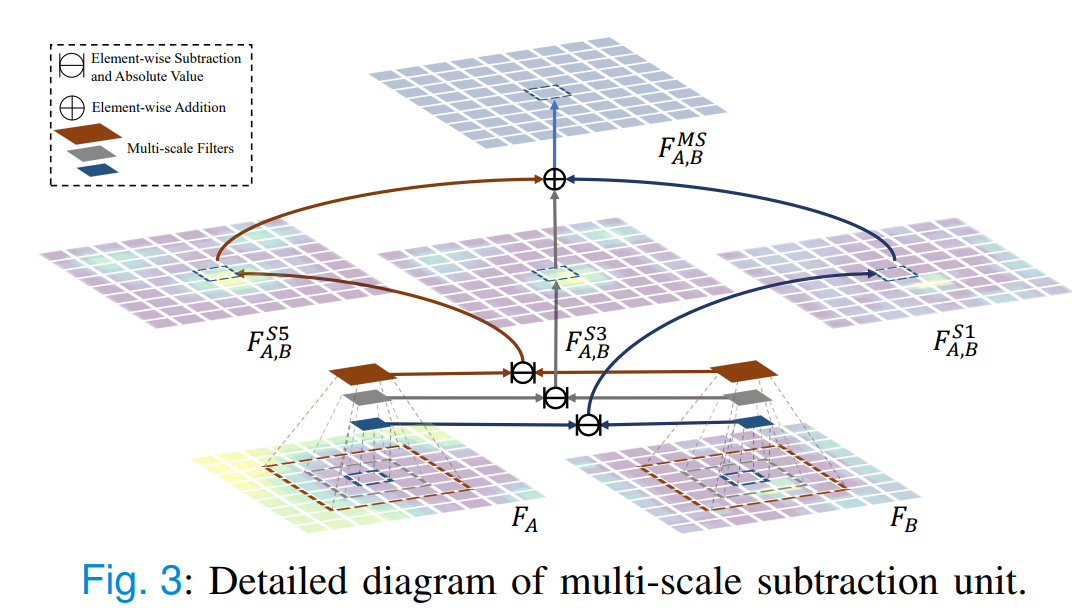 Element-wise Subtraction
and Absolute Value
Element-wise Addition
Multi-scale Filters
F_{A,B}^{MS}
F_{A,B}^{S5}
F_{A,B}^{S3}
F_{A,B}^{S1}
F_A
F_B
Fig. 3: Detailed diagram of multi-scale subtraction unit.